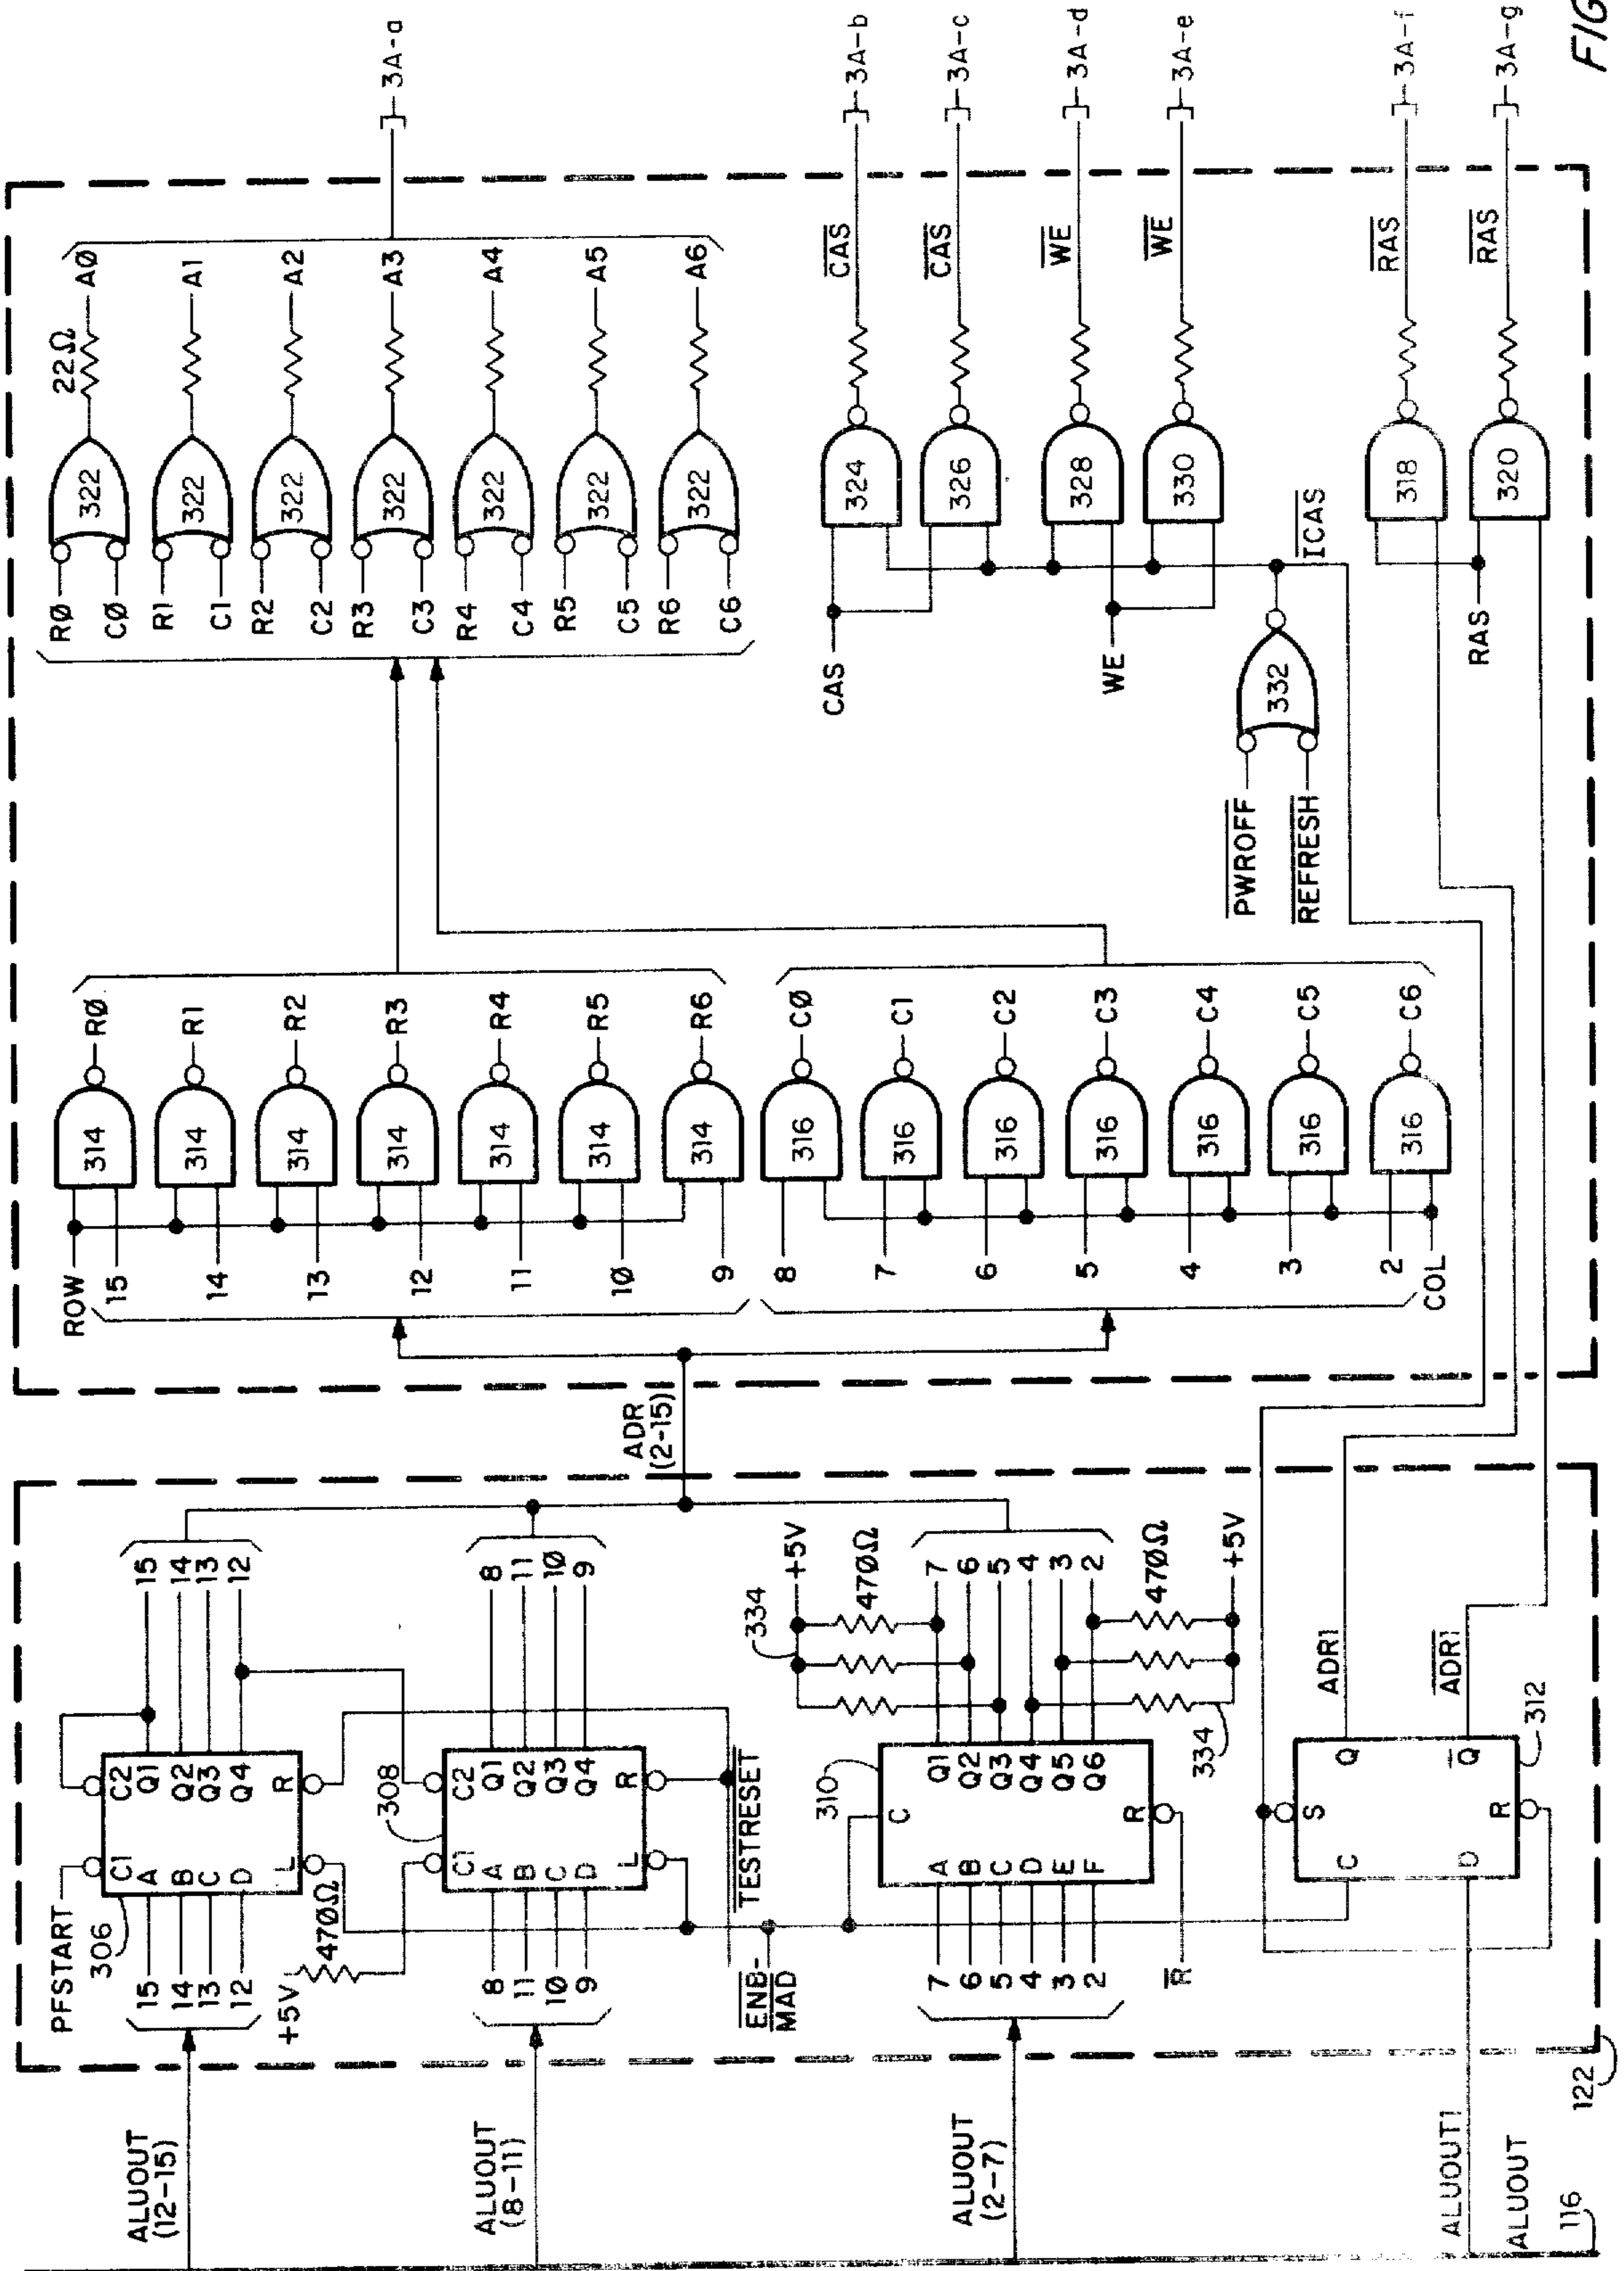 FIG
PFSTART
306
C1
C2
A
B
C
D
Q1
Q2
Q3
Q4
L
R
15
14
13
12
15
14
13
12
+5V
470Ω
ALUOUT
(12-15)
308
C1
C2
A
B
C
D
Q1
Q2
Q3
Q4
L
R
8
11
10
9
8
11
10
9
ALUOUT
(8-11)
TESTRESET
ENB-
MAD
310
C
A
B
C
D
E
F
Q1
Q2
Q3
Q4
Q5
Q6
R
7
6
5
4
3
2
7
6
5
4
3
2
334
+5V
470Ω
470Ω
+5V
334
R
ALUOUT
(2-7)
S
C
Q
D
R
Q
312
ADR1
ADR1
ALUOUT1
ALUOUT
116
122
ADR
(2-15)
ROW
15
314
RØ
14
314
R1
13
314
R2
12
314
R3
11
314
R4
10
314
R5
9
314
R6
8
316
CØ
7
316
C1
6
316
C2
5
316
C3
4
316
C4
3
316
C5
2
316
C6
COL
RØ
CØ
322
22Ω
AØ
R1
C1
322
A1
R2
C2
322
A2
R3
C3
322
A3
R4
C4
322
A4
R5
C5
322
A5
R6
C6
322
A6
3A-a
CAS
324
CAS
3A-b
326
CAS
3A-c
WE
328
WE
3A-d
330
WE
3A-e
PWROFF
REFRESH
332
ICAS
318
RAS
3A-f
RAS
320
RAS
3A-g